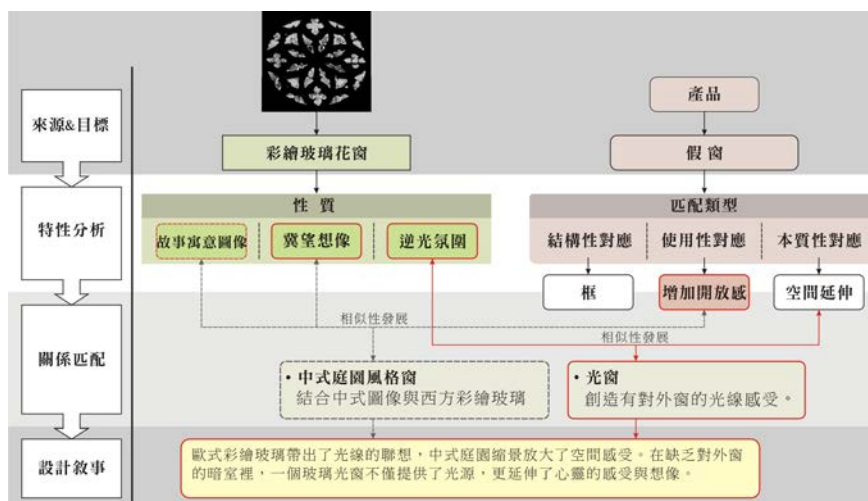 來源&目標
產品
彩繪玻璃花窗
假窗
特性分析
性質
匹配類型
故事寓意圖像
冀望想像
逆光氛圍
結構性對應
使用性對應
本質性對應
框
增加開放感
空間延伸
相似性發展
相似性發展
關係匹配
・中式庭園風格窗
結合中式圖像與西方彩繪玻璃
・光窗
創造有對外窗的光線感受。
設計敘事
歐式彩繪玻璃帶出了光線的聯想，中式庭園縮景放大了空間感受。在缺乏對外窗
的暗室裡，一個玻璃光窗不僅提供了光源，更延伸了心靈的感受與想像。